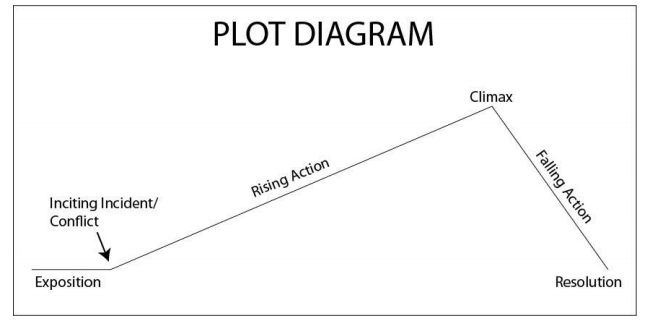 PLOT DIAGRAM
Climax
Rising Action
Falling Action
Inciting Incident/
Conflict
Exposition
Resolution